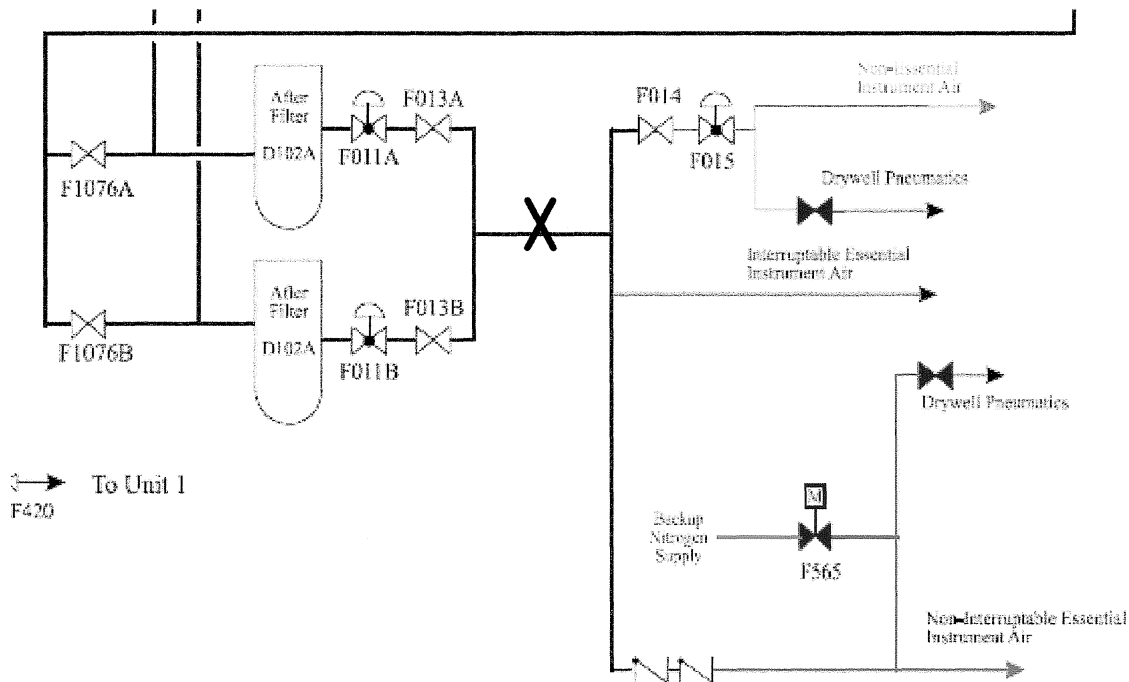 Non-Essential
Instrument Air
After
Filter
D102A
F013A
F011A
F014
F015
F1076A
Drywell Pneumatics
Interruptable Essential
Instrument Air
After
Filter
D102A
F013B
F011B
F1076B
Drywell Pneumatics
To Unit 1
F420
M
Backup
Nitrogen
Supply
F565
Non-Interruptable Essential
Instrument Air